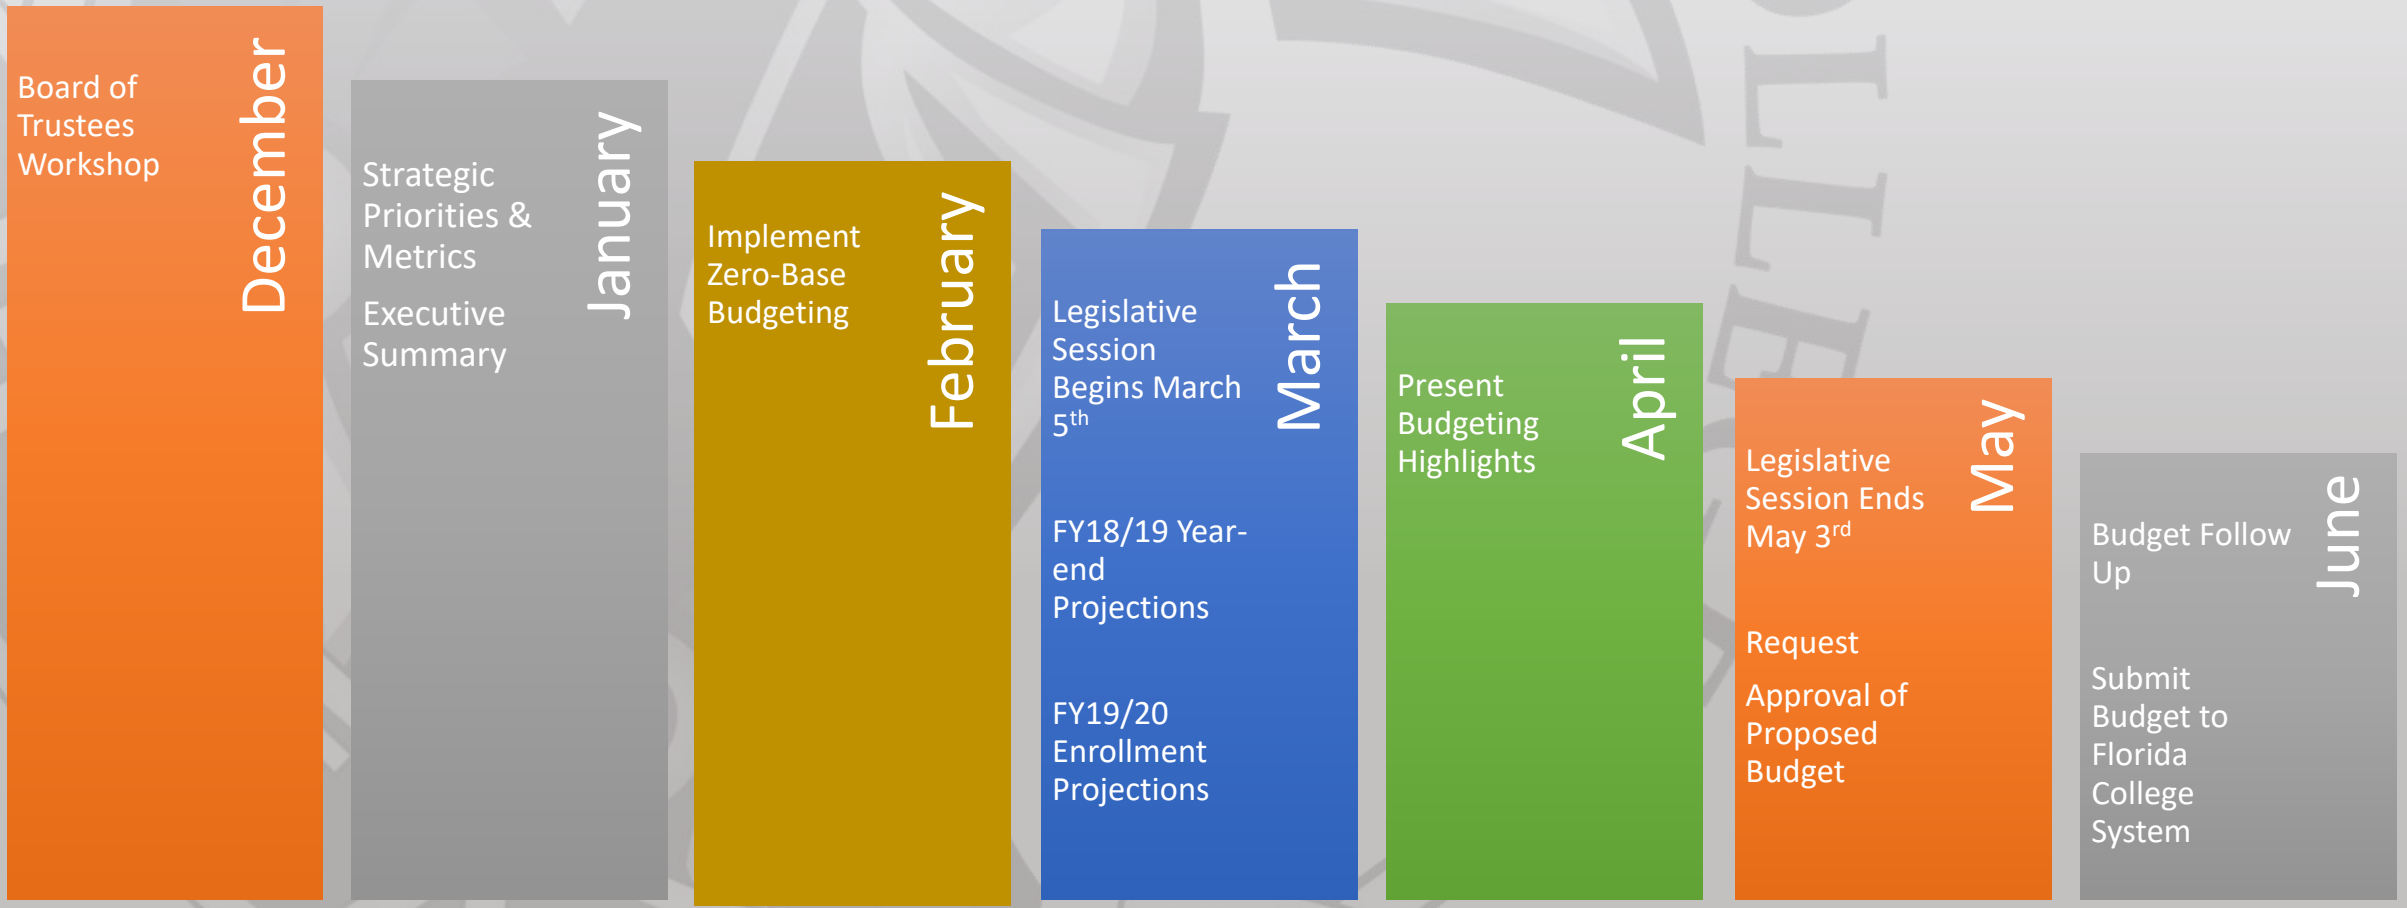 December
Board of
Trustees
Workshop
January
Strategic
Priorities &
Metrics
Executive
Summary
February
Implement
Zero-Base
Budgeting
March
Legislative
Session
Begins March
5th
FY18/19 Year-
end
Projections
FY19/20
Enrollment
Projections
April
Present
Budgeting
Highlights
May
Legislative
Session Ends
May 3rd
Request
Approval of
Proposed
Budget
June
Budget Follow
Up
Submit
Budget to
Florida
College
System